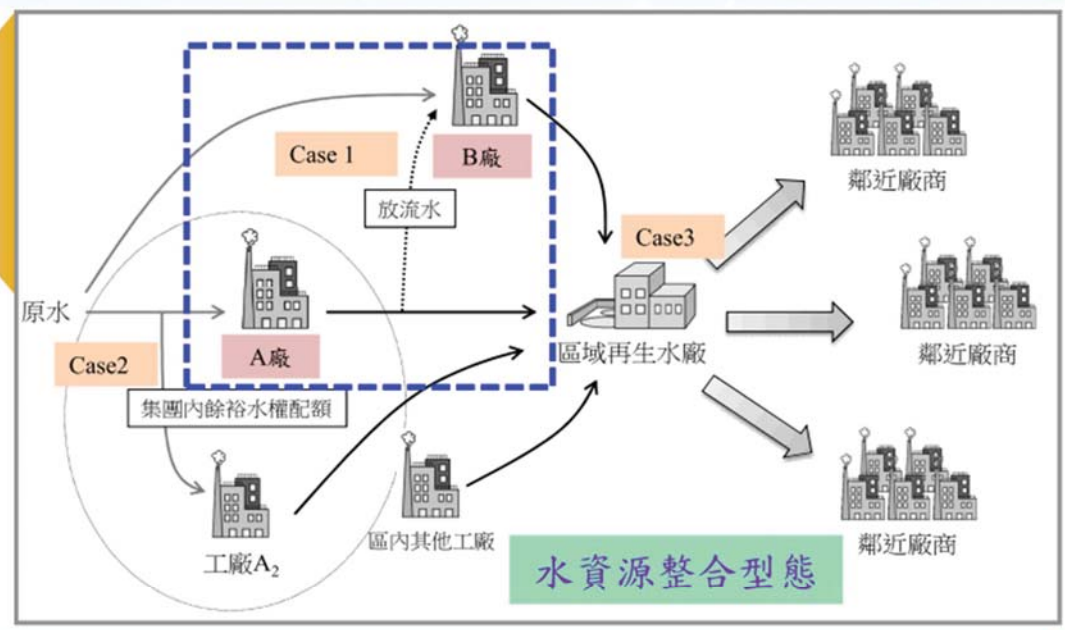 Case 1
B廠
放流水
鄰近廠商
Case3
原水
A廠
區域再生水廠
鄰近廠商
Case2
集團內餘裕水權配額
工廠A₂
區內其他工廠
鄰近廠商
水資源整合型態